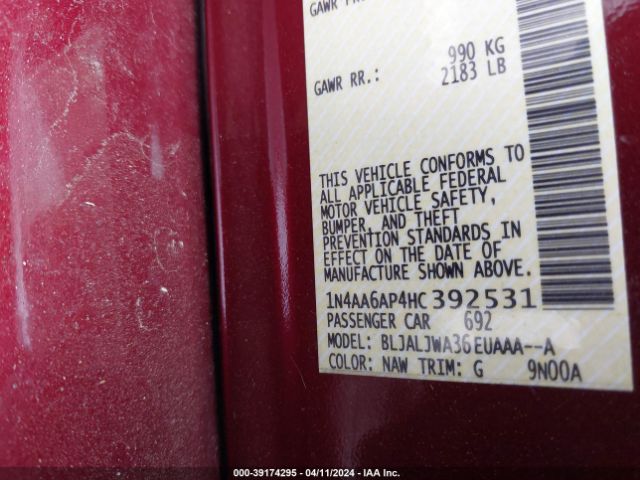 GAWR
990 KG
GAWR RR.: 2183 LB
THIS VEHICLE CONFORMS TO
ALL APPLICABLE FEDERAL
MOTOR VEHICLE SAFETY,
BUMPER, AND THEFT
PREVENTION STANDARDS IN
EFFECT ON THE DATE OF
MANUFACTURE SHOWN ABOVE.
1N4AA6AP4HC392531
PASSENGER CAR 692
MODEL: BLJALJWA36EUAAA--A
COLOR: NAW TRIM: G 9N00A
000-39174295 - 04/11/2024 - IAA Inc.